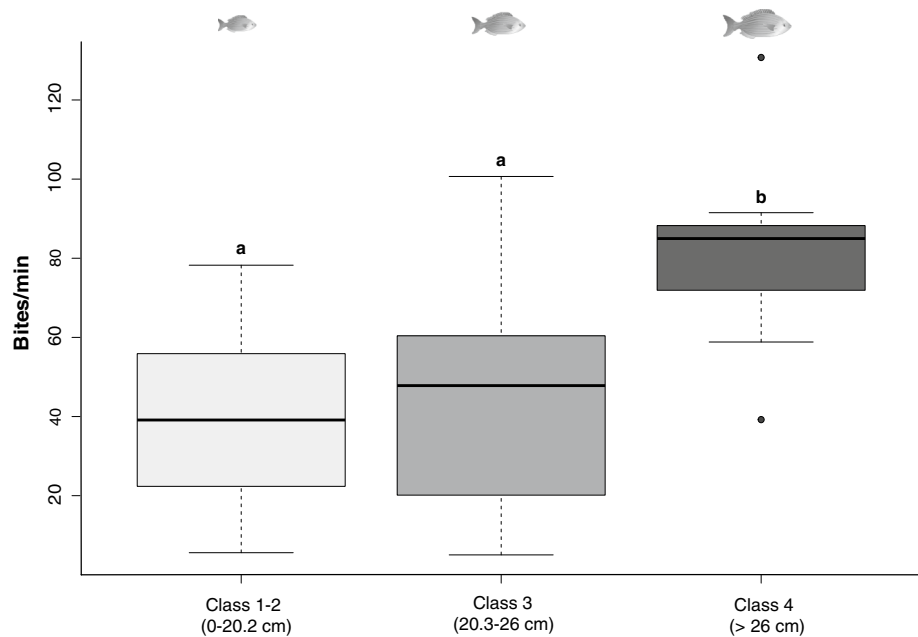 Bites/min
120
100
80
60
40
20
a
a
b
Class 1-2
(0-20.2 cm)
Class 3
(20.3-26 cm)
Class 4
(> 26 cm)